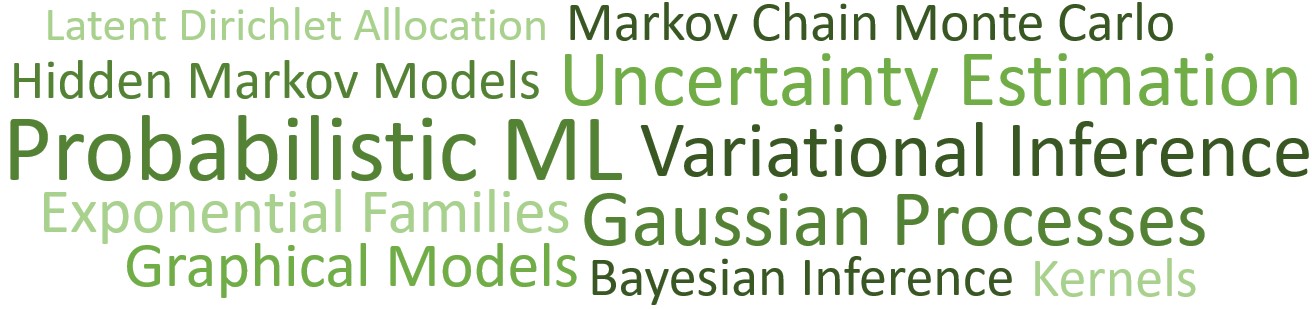 Latent Dirichlet Allocation Markov Chain Monte Carlo
Hidden Markov Models Uncertainty Estimation
Probabilistic ML Variational Inference
Exponential Families Gaussian Processes
Graphical Models Bayesian Inference Kernels